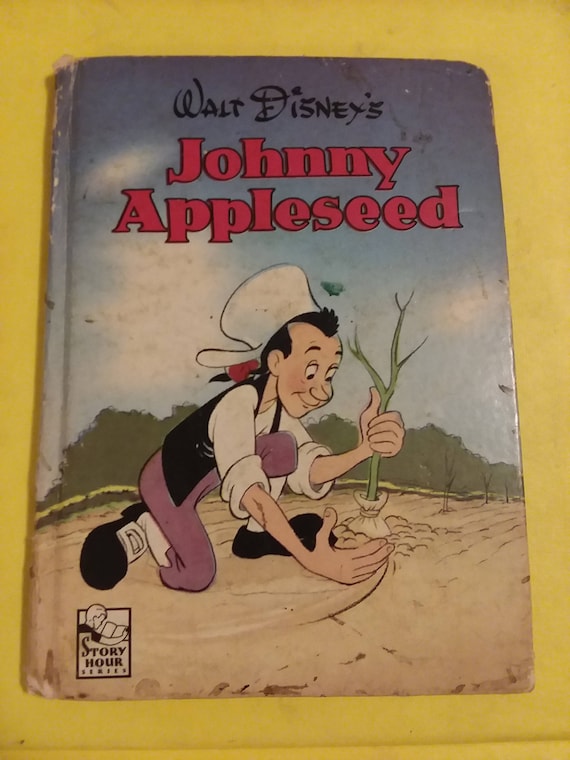 WALT DISNEY'S
Johnny
Appleseed
STORY
HOUR
SERIES